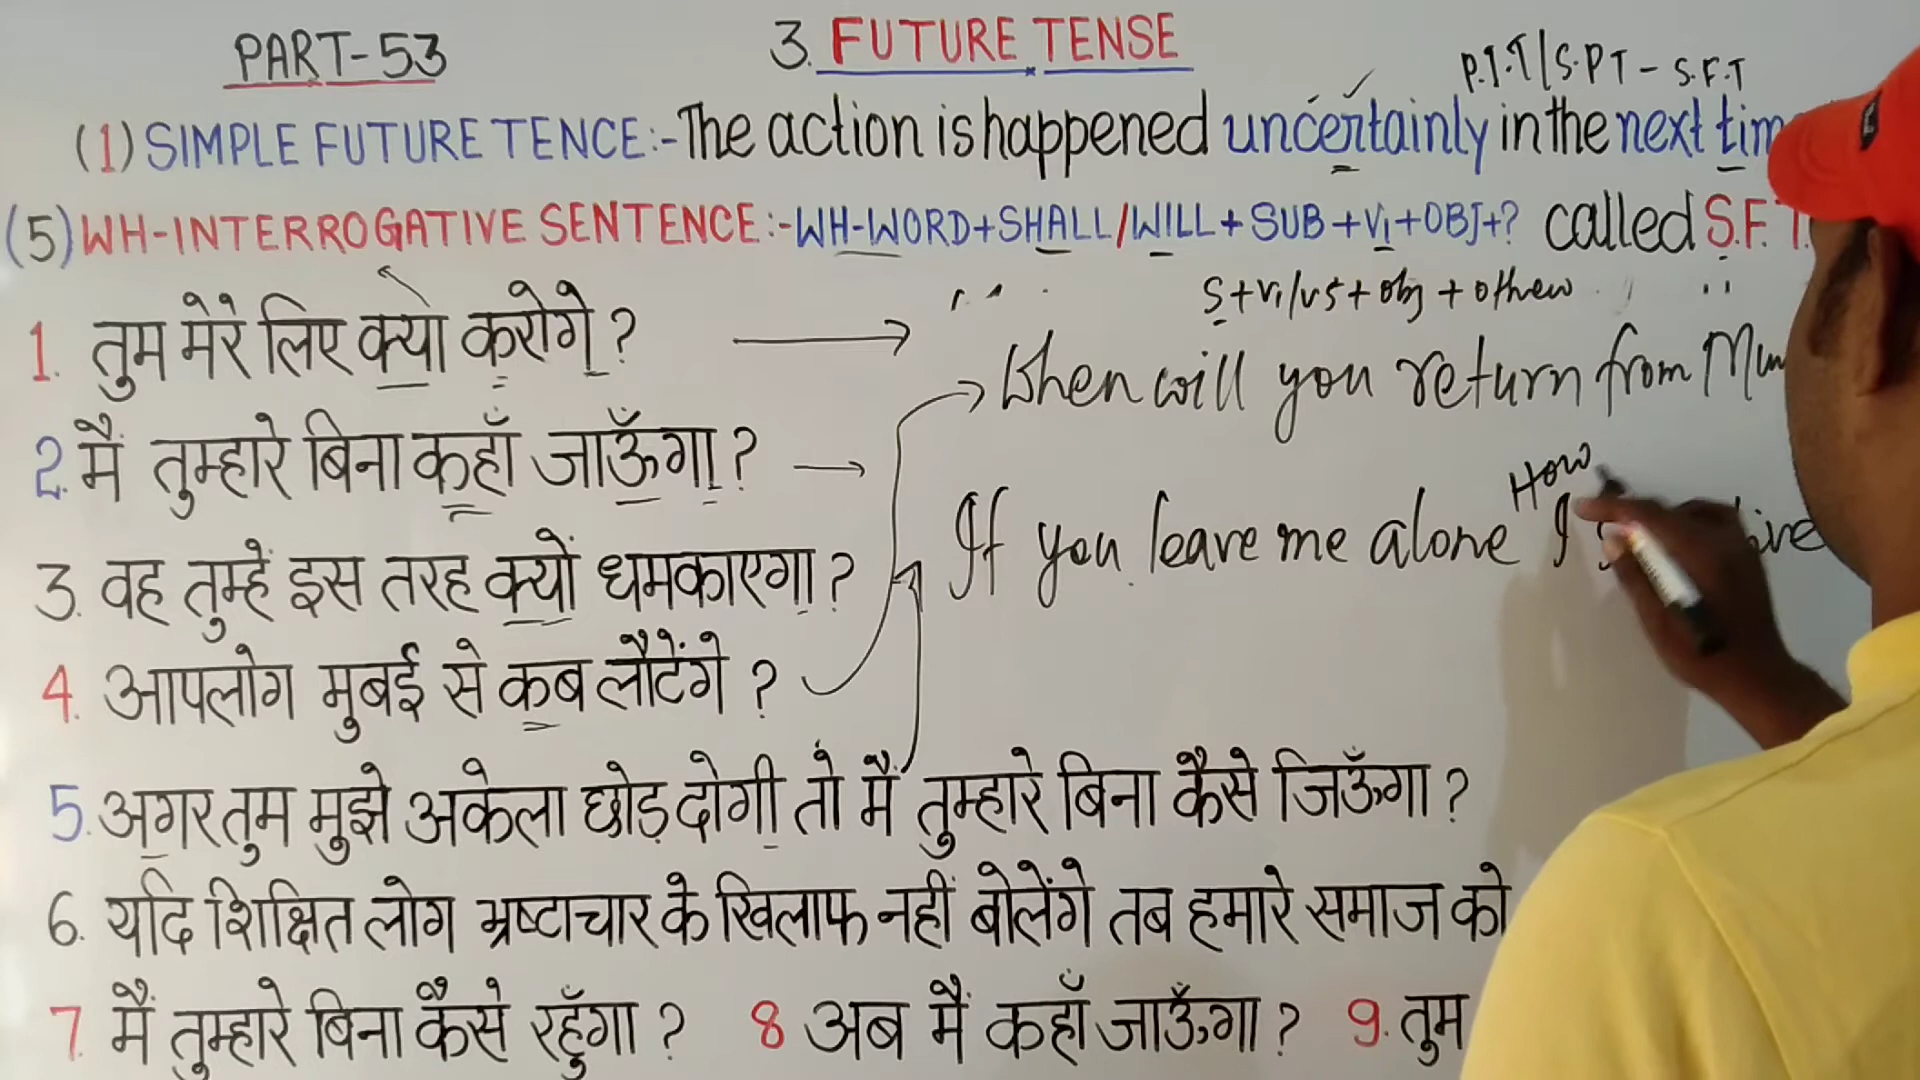 PART-53
3. FUTURE TENSE
P.I.T/S.PT - S.F.T
(1) SIMPLE FUTURE TENCE:- The action is happened uncertainly in the next tim
(5) WH-INTERROGATIVE SENTENCE:- WH-WORD+SHALL/WILL+SUB+V1+OBJ+? called S.F.T.
S+V1/V5+obj+others
1. तुम मेरे लिए क्या करोगे?
When will you return from
2. मैं तुम्हारे बिना कहाँ जाऊँगा?
How
If you leave me alone I
3. वह तुम्हें इस तरह क्यों धमकाएगा?
4. आपलोग मुबई से कब लौटेंगे?
5. अगर तुम मुझे अकेला छोड़ दोगी तो मैं तुम्हारे बिना कैसे जिऊँगा?
6. यदि शिक्षित लोग भ्रष्टाचार के खिलाफ नहीं बोलेंगे तब हमारे समाज को
7. मैं तुम्हारे बिना कैसे रहुँगा? 8 अब मैं कहाँ जाऊँगा? 9. तुम